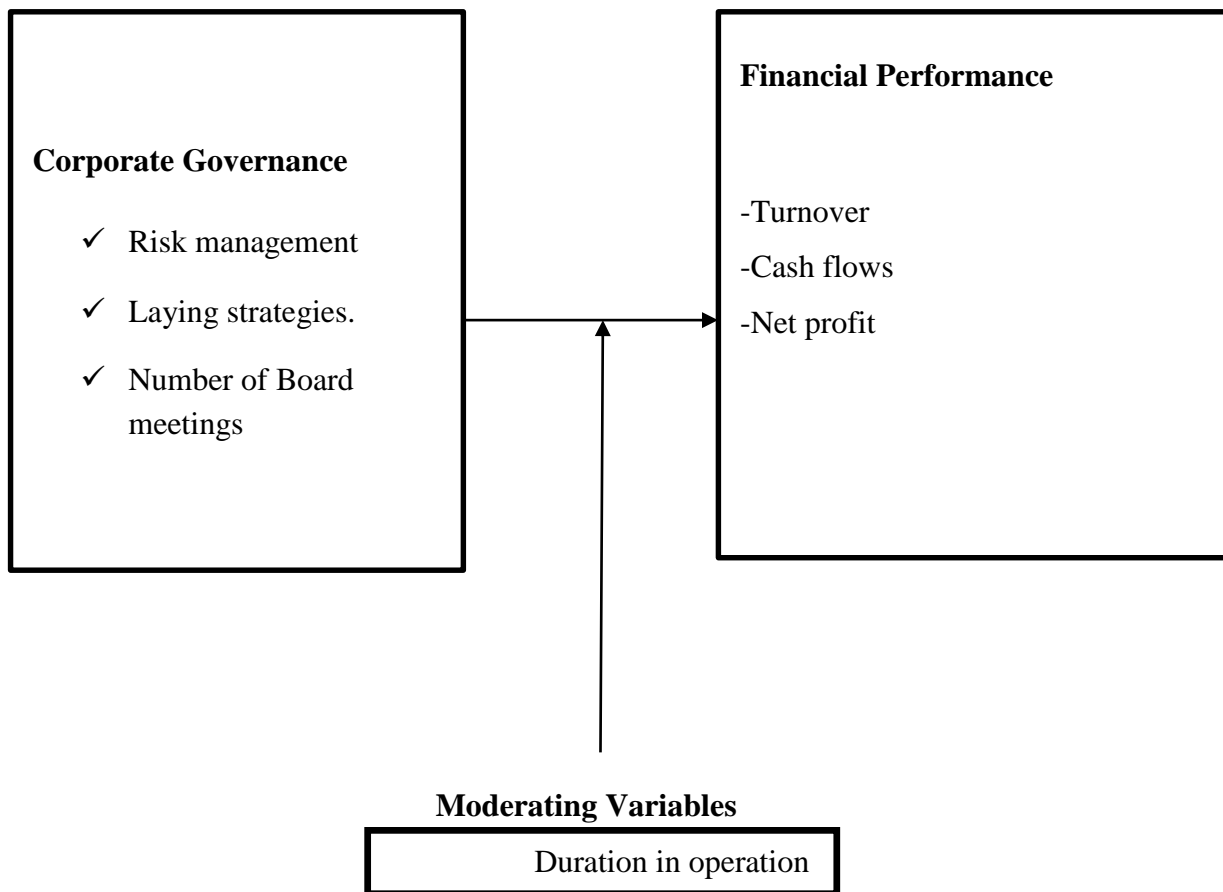 Corporate Governance
✓ Risk management
✓ Laying strategies.
✓ Number of Board
meetings
Financial Performance
-Turnover
-Cash flows
-Net profit
Moderating Variables
Duration in operation